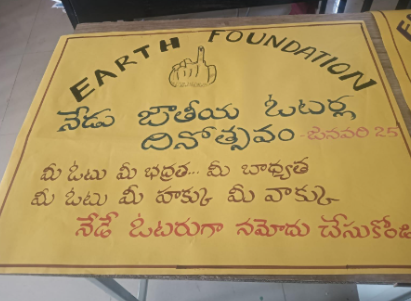 EARTH FOUNDATION
నేడు జాతీయ ఓటర్ల
దినోత్సవం - జనవరి 25
మీ ఓటు మీ భద్రత... మీ బాధ్యత
మీ ఓటు మీ హక్కు మీ వాక్కు
నేడే ఓటరుగా నమోదు చేసుకోండి